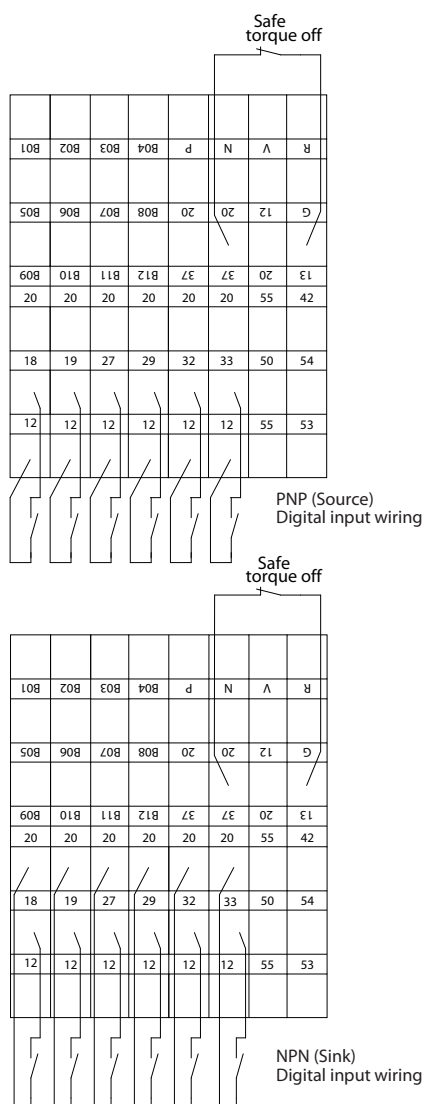 Safe
torque off
B01 B02 B03 B04 P N V R
B05 B06 B07 B08 20 20 12 G
B09 B10 B11 B12 37 37 20 13
20 20 20 20 20 20 55 42
18 19 27 29 32 33 50 54
12 12 12 12 12 12 55 53
PNP (Source)
Digital input wiring
Safe
torque off
B01 B02 B03 B04 P N V R
B05 B06 B07 B08 20 20 12 G
B09 B10 B11 B12 37 37 20 13
20 20 20 20 20 20 55 42
18 19 27 29 32 33 50 54
12 12 12 12 12 12 55 53
NPN (Sink)
Digital input wiring